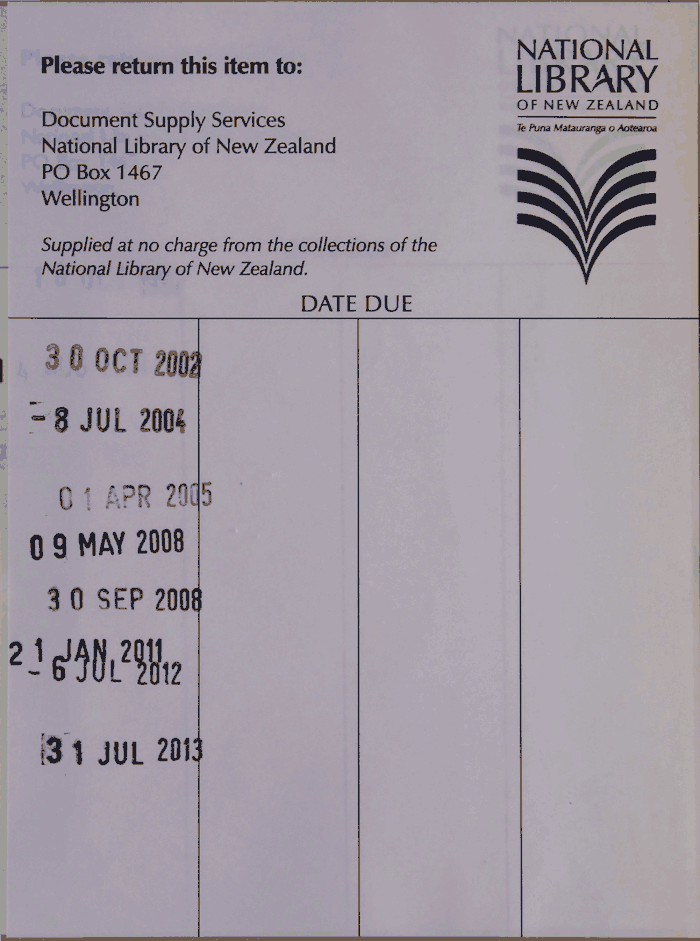 Please return this item to:
Document Supply Services
National Library of New Zealand
PO Box 1467
Wellington
Supplied at no charge from the collections of the
National Library of New Zealand.
NATIONAL
LIBRARY
OF NEW ZEALAND
Te Puna Matauranga o Aotearoa
DATE DUE
30 OCT 2002
-8 JUL 2004
01 APR 2005
09 MAY 2008
30 SEP 2008
21 JAN 2011
-6 JUL 2012
31 JUL 2013